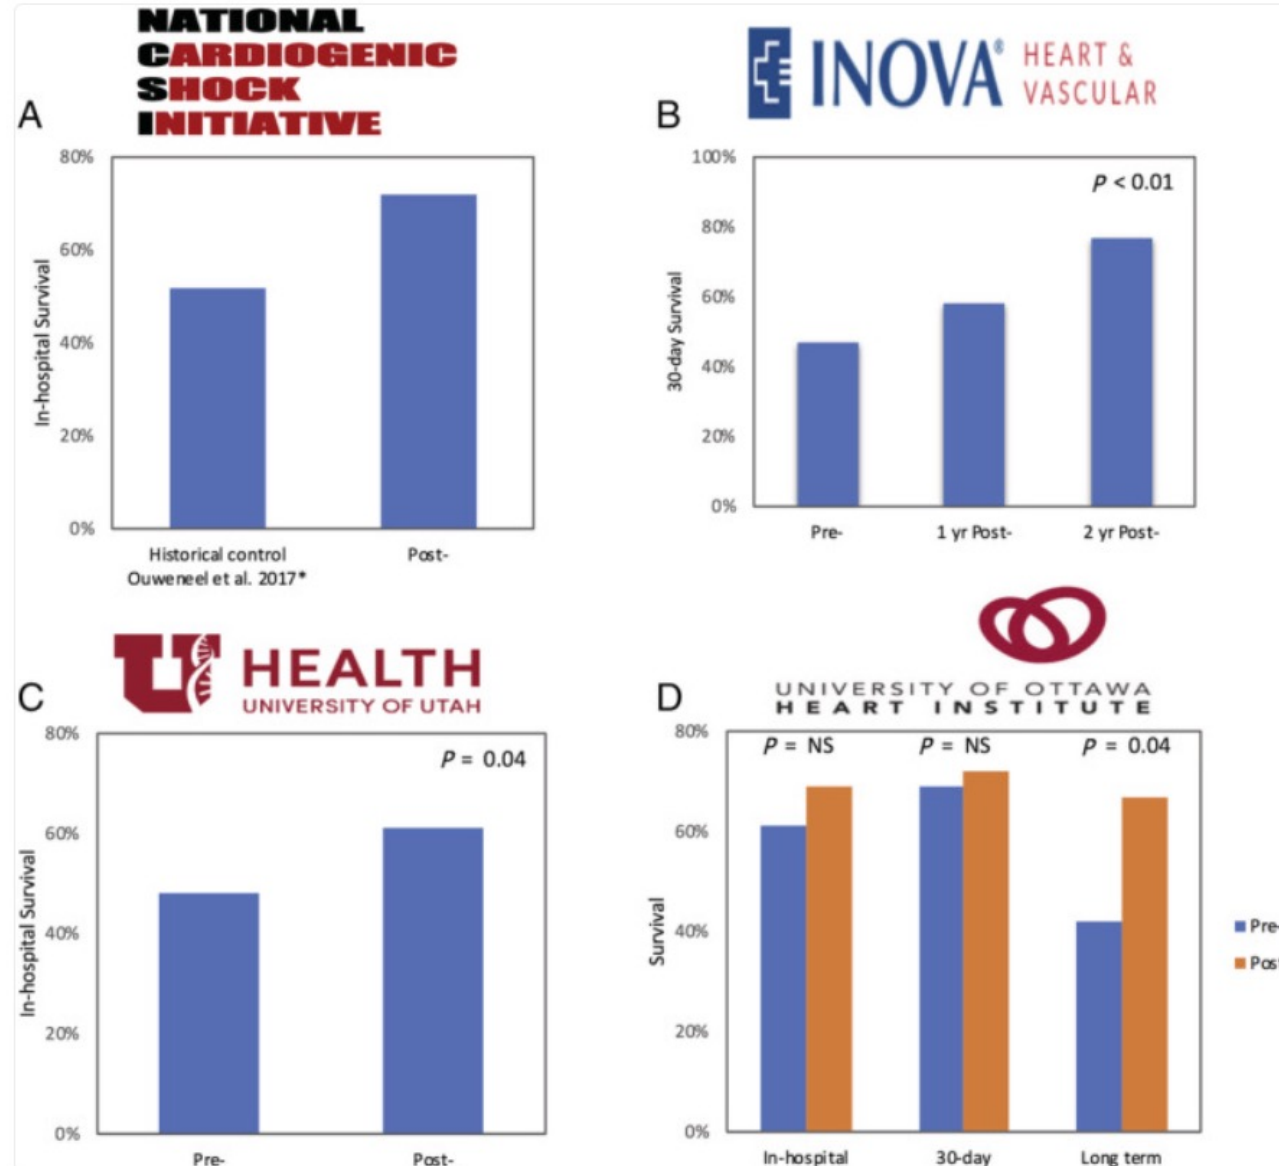 NATIONAL
CARDIOGENIC
SHOCK
INITIATIVE
A
80%
60%
40%
20%
0%
In-hospital Survival
Historical control
Post-
Ouweneel et al. 2017*
INOVA® HEART &
VASCULAR
B
100%
80%
60%
40%
20%
0%
30-day Survival
P < 0.01
Pre-
1 yr Post-
2 yr Post-
U HEALTH
UNIVERSITY OF UTAH
C
80%
60%
40%
20%
0%
In-hospital Survival
P = 0.04
Pre-
Post-
UNIVERSITY OF OTTAWA
HEART INSTITUTE
D
80%
60%
40%
20%
0%
Survival
P = NS
P = NS
P = 0.04
In-hospital
30-day
Long term
Pre-
Post